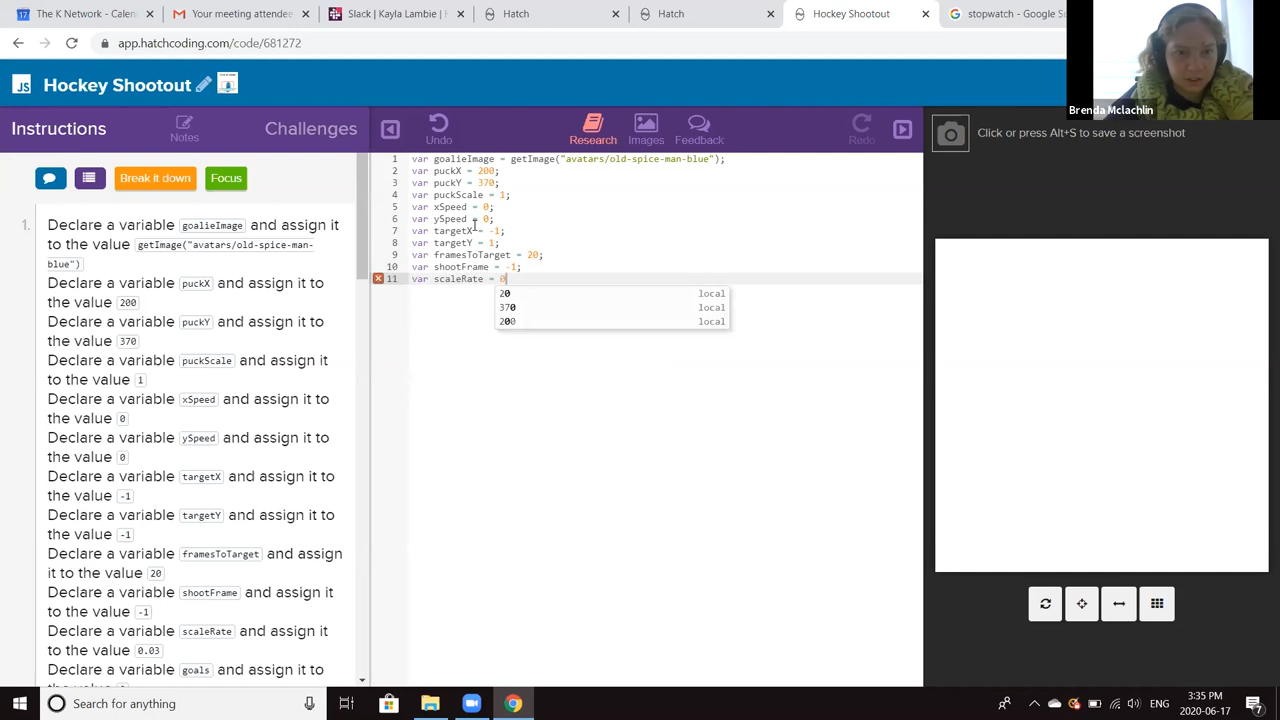 17 The K Network - Calen
Your meeting attendee
Slack | Kayla Lambie | K
Hatch
Hatch
Hockey Shootout
stopwatch - Google S
app.hatchcoding.com/code/681272
Brenda Mclachlin
JS Hockey Shootout
Instructions
Notes
Challenges
Undo
Research
Images
Feedback
Redo
Click or press Alt+S to save a screenshot
Break it down
Focus
1. Declare a variable goalieImage and assign it
to the value getImage("avatars/old-spice-man-
blue")
Declare a variable puckX and assign it to the value
200
Declare a variable puckY and assign it to
the value 370
Declare a variable puckScale and assign it
to the value 1
Declare a variable xSpeed and assign it to
the value 0
Declare a variable ySpeed and assign it to
the value 0
Declare a variable targetX and assign it to
the value -1
Declare a variable targetY and assign it to
the value -1
Declare a variable framesToTarget and assign
it to the value 20
Declare a variable shootFrame and assign it
to the value -1
Declare a variable scaleRate and assign it
to the value 0.03
Declare a variable goals and assign it to
1 var goalieImage = getImage("avatars/old-spice-man-blue");
2 var puckX = 200;
3 var puckY = 370;
4 var puckScale = 1;
5 var xSpeed = 0;
6 var ySpeed = 0;
7 var targetX = -1;
8 var targetY = 1;
9 var framesToTarget = 20;
10 var shootFrame = -1;
11 var scaleRate = 0
20 local
370 local
200 local
Search for anything
ENG
3:35 PM
2020-06-17
7